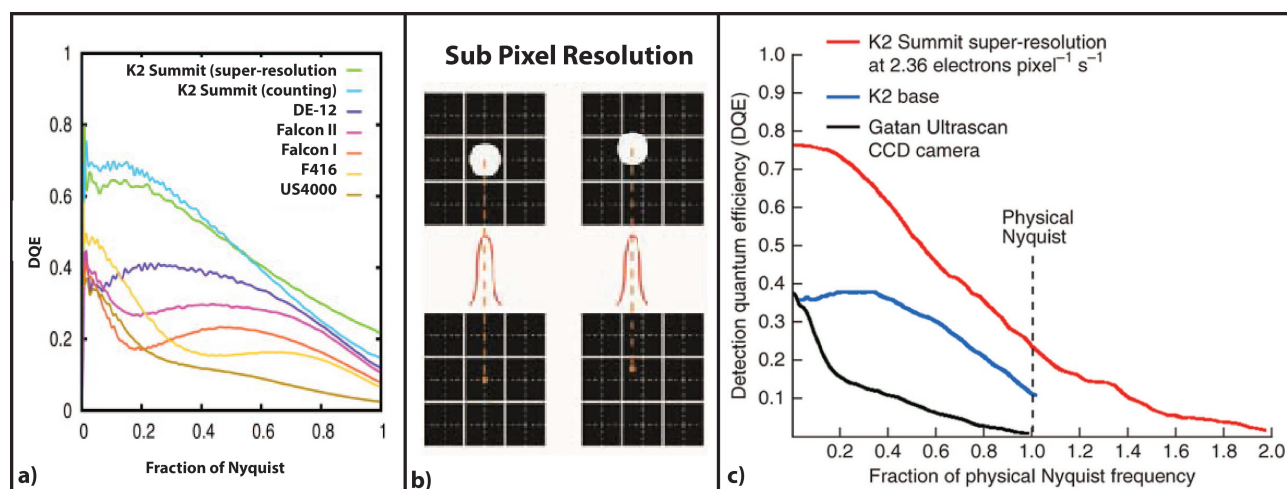 1
0.8
0.6
0.4
0.2
0
DQE
K2 Summit (super-resolution
K2 Summit (counting)
DE-12
Falcon II
Falcon I
F416
US4000
0 0.2 0.4 0.6 0.8 1
Fraction of Nyquist
a)
Sub Pixel Resolution
b)
K2 Summit super-resolution
at 2.36 electrons pixel⁻¹ s⁻¹
K2 base
Gatan Ultrascan
CCD camera
Detection quantum efficiency (DQE)
1.0
0.9
0.8
0.7
0.6
0.5
0.4
0.3
0.2
0.1
Physical
Nyquist
0.2 0.4 0.6 0.8 1.0 1.2 1.4 1.6 1.8 2.0
Fraction of physical Nyquist frequency
c)